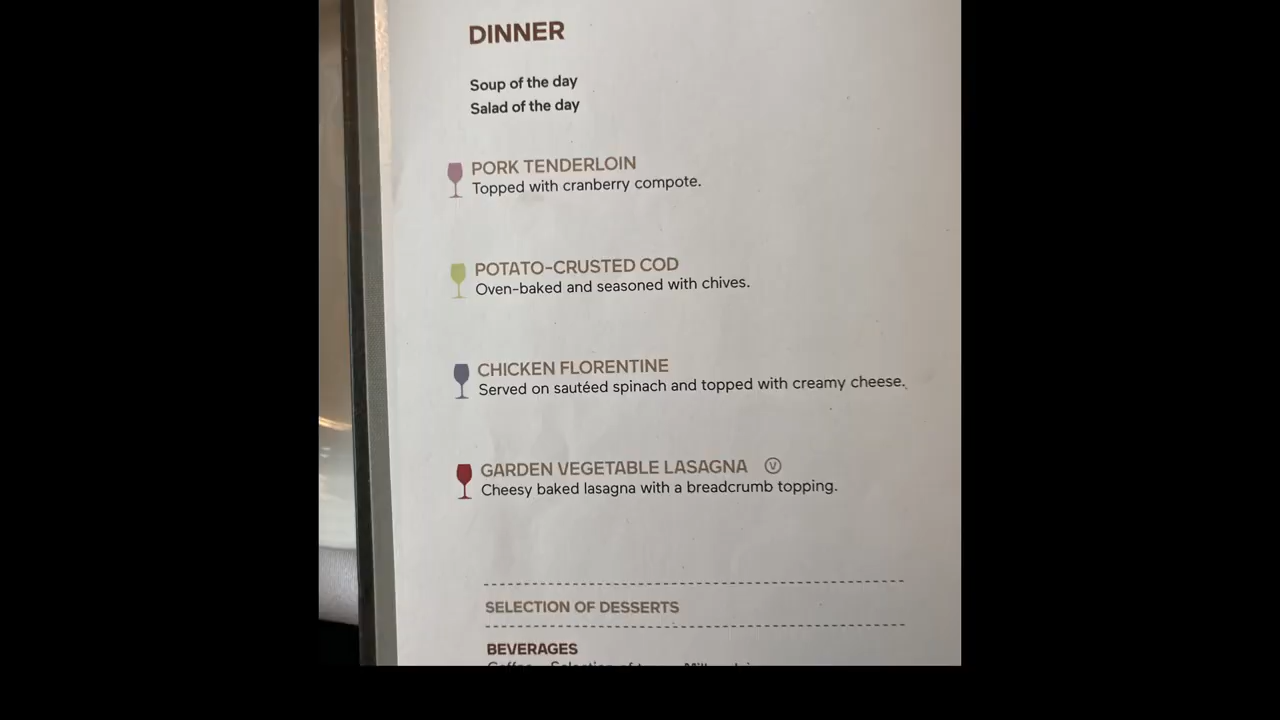 DINNER
Soup of the day
Salad of the day
PORK TENDERLOIN
Topped with cranberry compote.
POTATO-CRUSTED COD
Oven-baked and seasoned with chives.
CHICKEN FLORENTINE
Served on sautéed spinach and topped with creamy cheese.
GARDEN VEGETABLE LASAGNA Ⓥ
Cheesy baked lasagna with a breadcrumb topping.
SELECTION OF DESSERTS
BEVERAGES